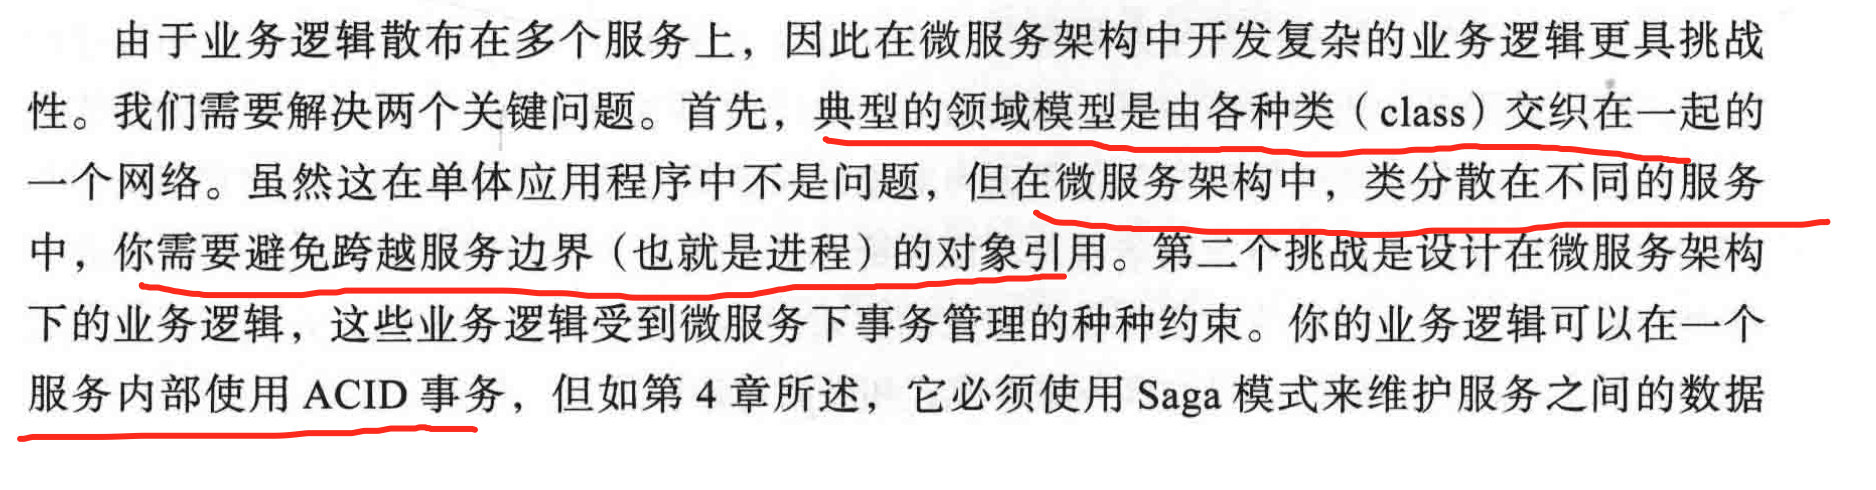 由于业务逻辑散布在多个服务上，因此在微服务架构中开发复杂的业务逻辑更具挑战
性。我们需要解决两个关键问题。首先，典型的领域模型是由各种类（class）交织在一起的
一个网络。虽然这在单体应用程序中不是问题，但在微服务架构中，类分散在不同的服务
中，你需要避免跨越服务边界（也就是进程）的对象引用。第二个挑战是设计在微服务架构
下的业务逻辑，这些业务逻辑受到微服务下事务管理的种种约束。你的业务逻辑可以在一个
服务内部使用 ACID 事务，但如第 4 章所述，它必须使用 Saga 模式来维护服务之间的数据